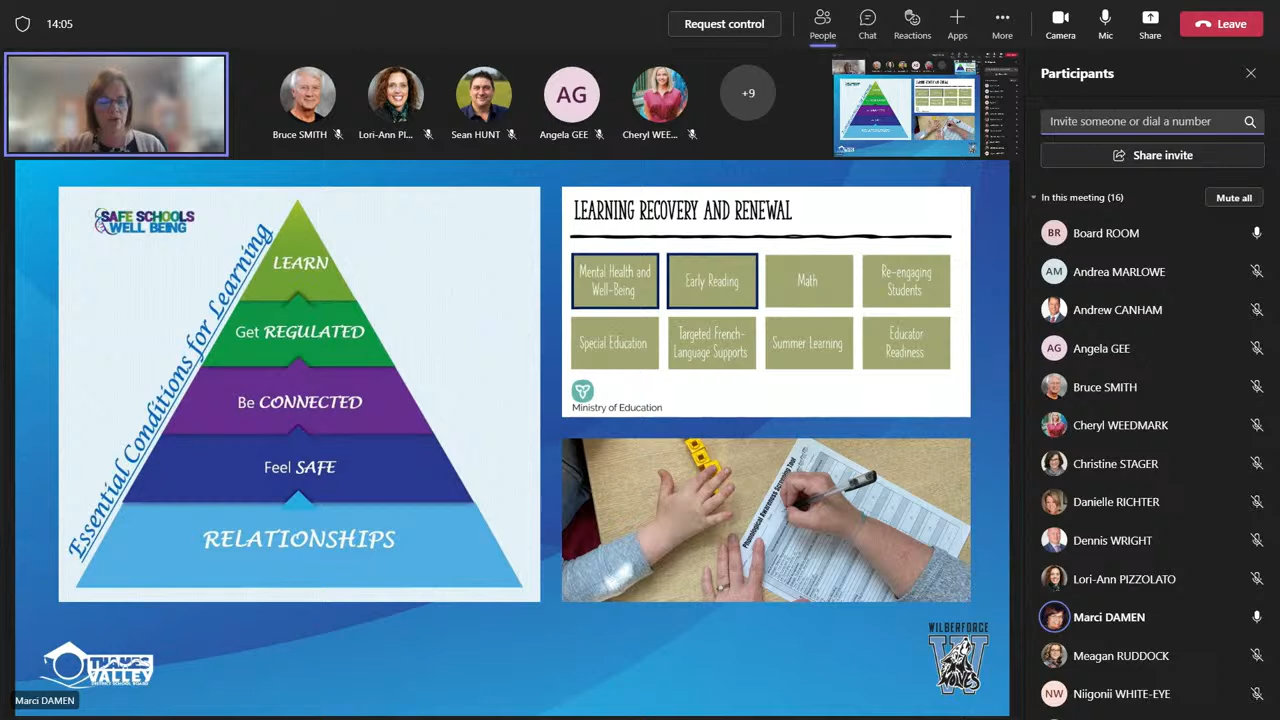 14:05
Request control
People
Chat
Reactions
Apps
More
Camera
Mic
Share
Leave
Bruce SMITH
Lori-Ann PI...
Sean HUNT
AG
Angela GEE
Cheryl WEE...
+9
Participants
Invite someone or dial a number
Share invite
In this meeting (16)
Mute all
BR
Board ROOM
AM
Andrea MARLOWE
Andrew CANHAM
AG
Angela GEE
Bruce SMITH
Cheryl WEEDMARK
Christine STAGER
Danielle RICHTER
Dennis WRIGHT
Lori-Ann PIZZOLATO
Marci DAMEN
Meagan RUDDOCK
NW
Niigonii WHITE-EYE
SAFE SCHOOLS
WELL BEING
Essential Conditions for Learning
LEARN
Get REGULATED
Be CONNECTED
Feel SAFE
RELATIONSHIPS
LEARNING RECOVERY AND RENEWAL
Mental Health and
Well-Being
Early Reading
Math
Re-engaging
Students
Special Education
Targeted French-
Language Supports
Summer Learning
Educator
Readiness
Ministry of Education
Phonological Awareness Screening Tool
THAMES
VALLEY
DISTRICT SCHOOL BOARD
WILBERFORCE
W
WOLVES
Marci DAMEN